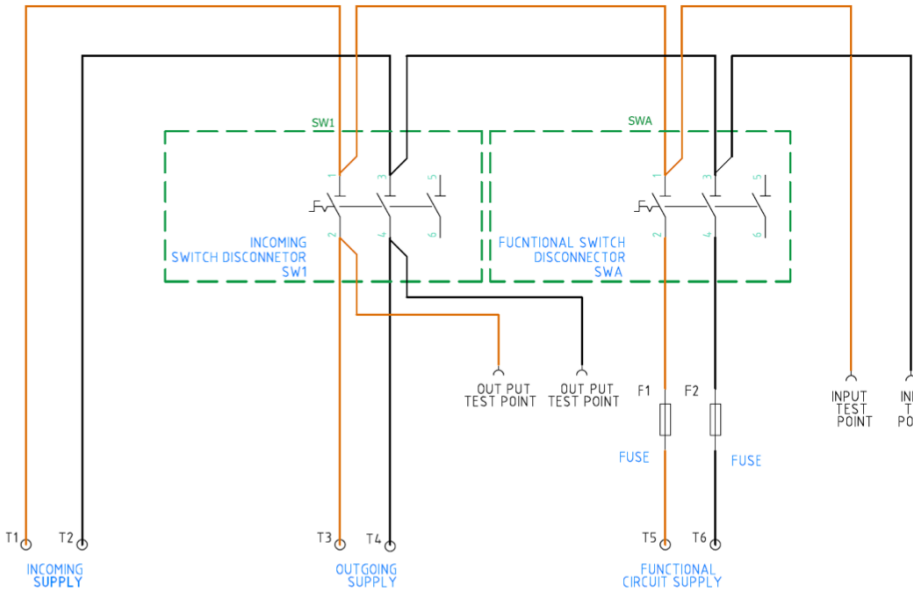 SW1
SWA
1
3
5
1
3
5
2
4
6
2
4
6
INCOMING
SWITCH DISCONNETOR
SW1
FUCNTIONAL SWITCH
DISCONNECTOR
SWA
OUT PUT
TEST POINT
OUT PUT
TEST POINT
F1
F2
INPUT
TEST
POINT
IN
T
PO
FUSE
FUSE
T1
T2
T3
T4
T5
T6
INCOMING
SUPPLY
OUTGOING
SUPPLY
FUNCTIONAL
CIRCUIT SUPPLY